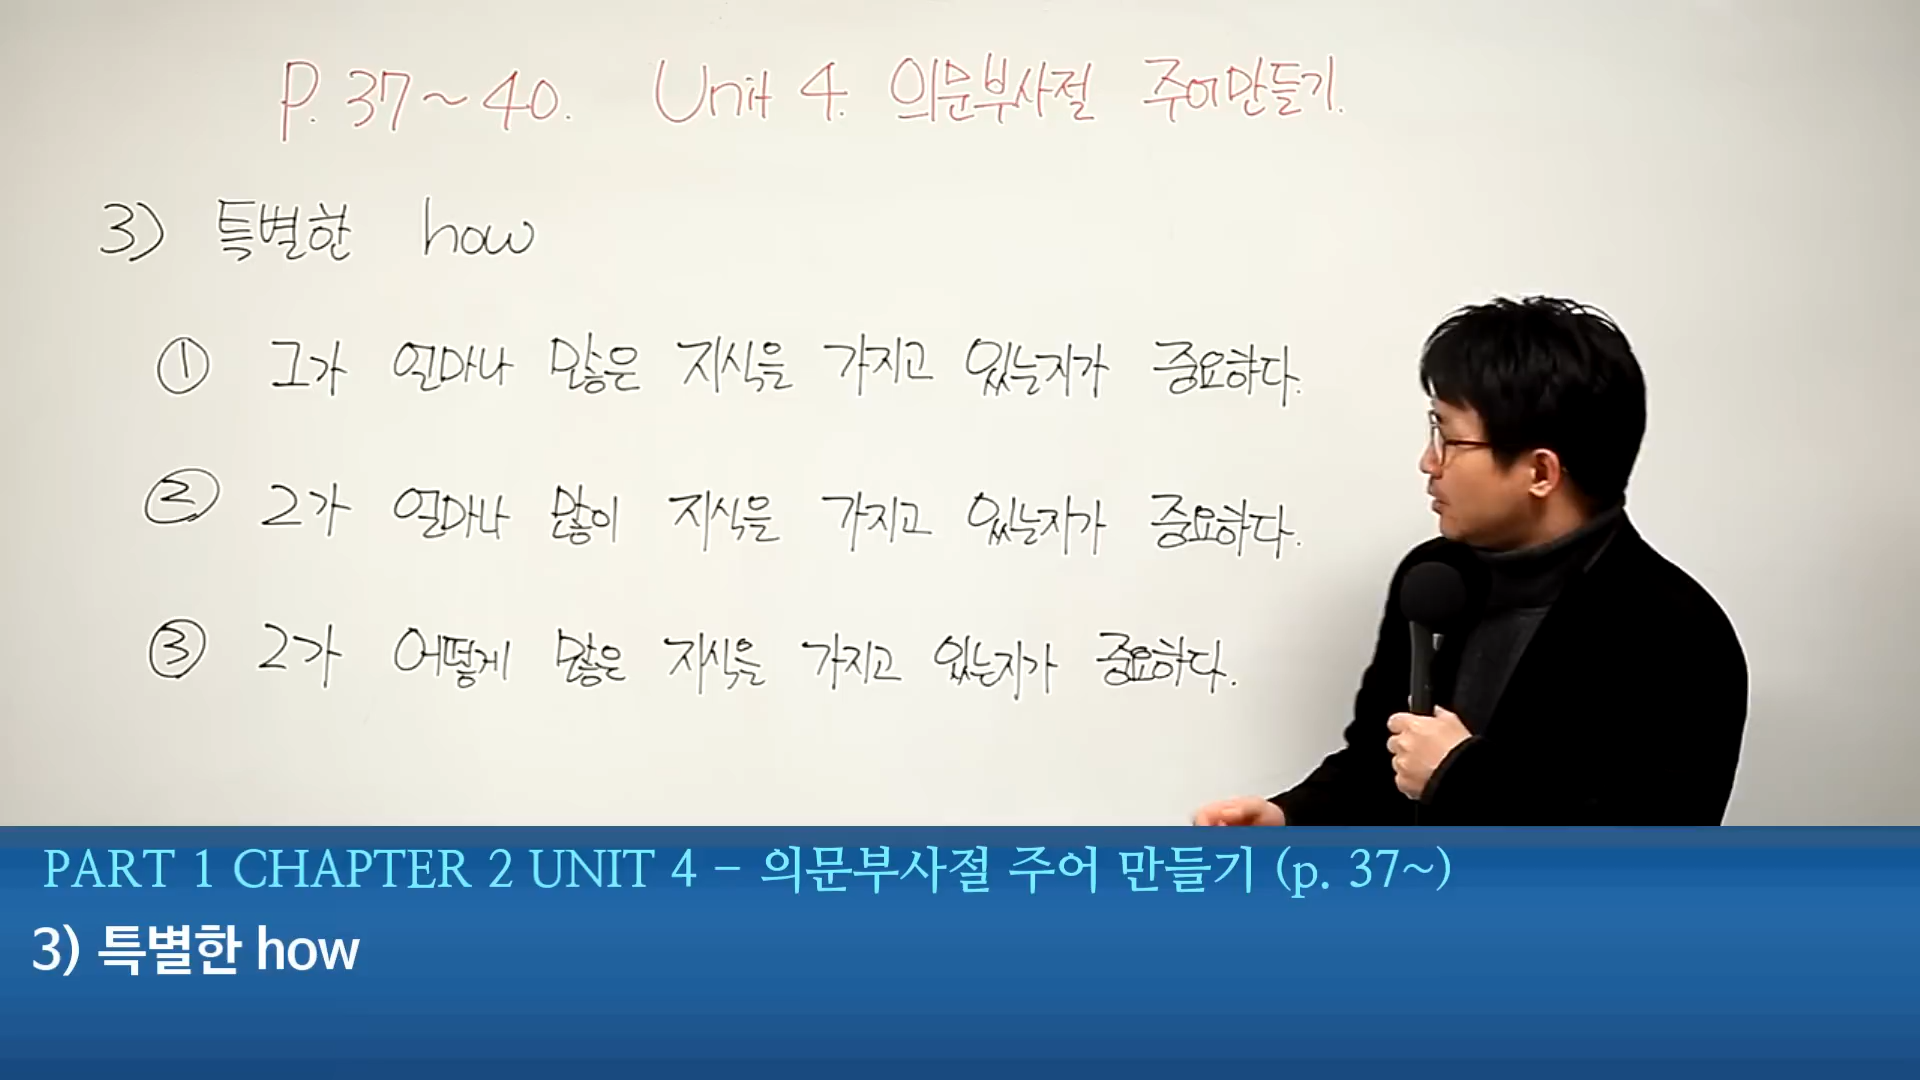 P. 37~40. Unit 4. 의문부사절 주어만들기.
3) 특별한 how
① 그가 얼마나 많은 지식을 가지고 있는지가 중요하다.
② 그가 얼마나 많이 지식을 가지고 있는지가 중요하다.
③ 그가 어떻게 많은 지식을 가지고 있는지가 중요하다.
PART 1 CHAPTER 2 UNIT 4 - 의문부사절 주어 만들기 (p. 37~)
3) 특별한 how